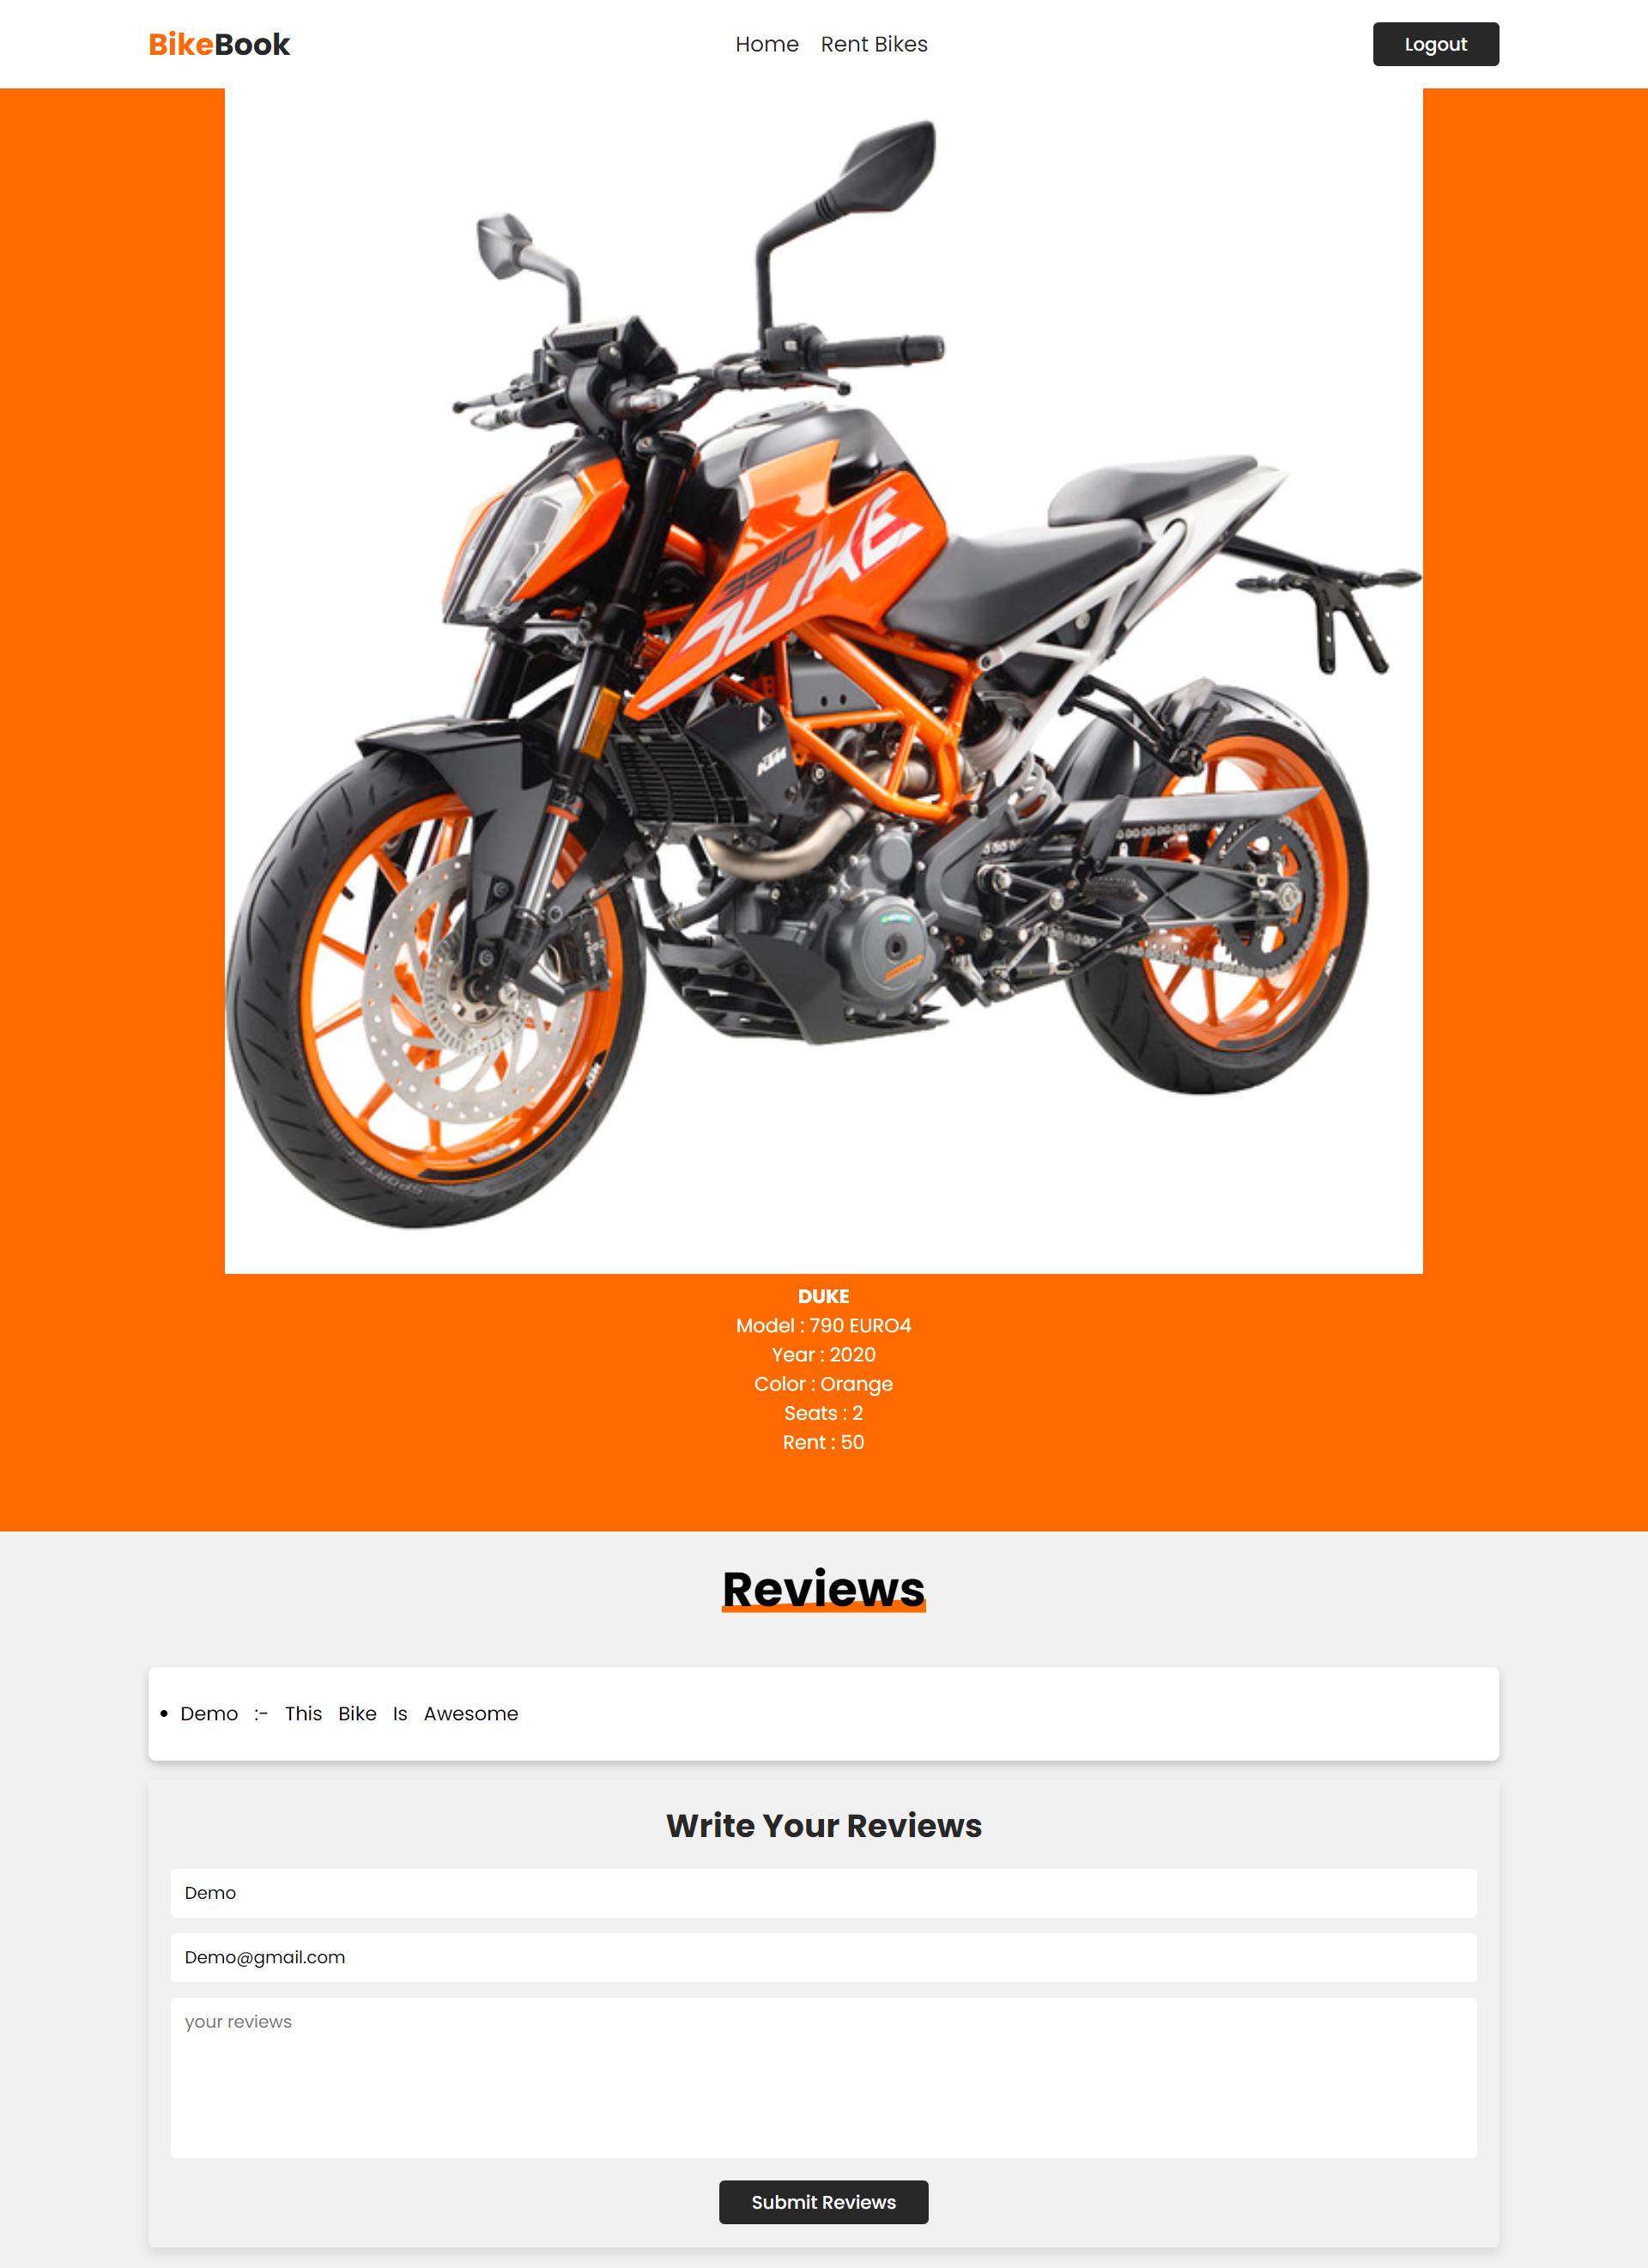 BikeBook
Home Rent Bikes
Logout
390
DUKE
KTM
KTM
DUKE
Model : 790 EURO4
Year : 2020
Color : Orange
Seats : 2
Rent : 50
Reviews
• Demo :- This Bike Is Awesome
Write Your Reviews
Demo
Demo@gmail.com
your reviews
Submit Reviews